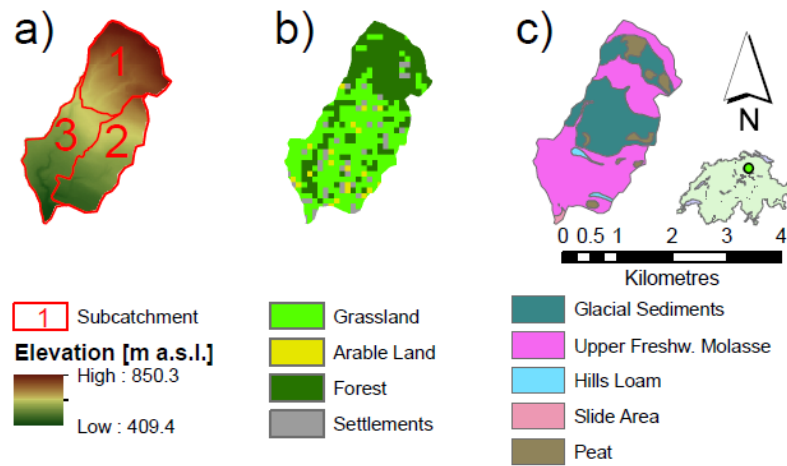 a)
b)
c)
1
2
3
N
0 0.5 1 2 3 4
Kilometres
1 Subcatchment
Elevation [m a.s.l.]
High : 850.3
Low : 409.4
Grassland
Arable Land
Forest
Settlements
Glacial Sediments
Upper Freshw. Molasse
Hills Loam
Slide Area
Peat